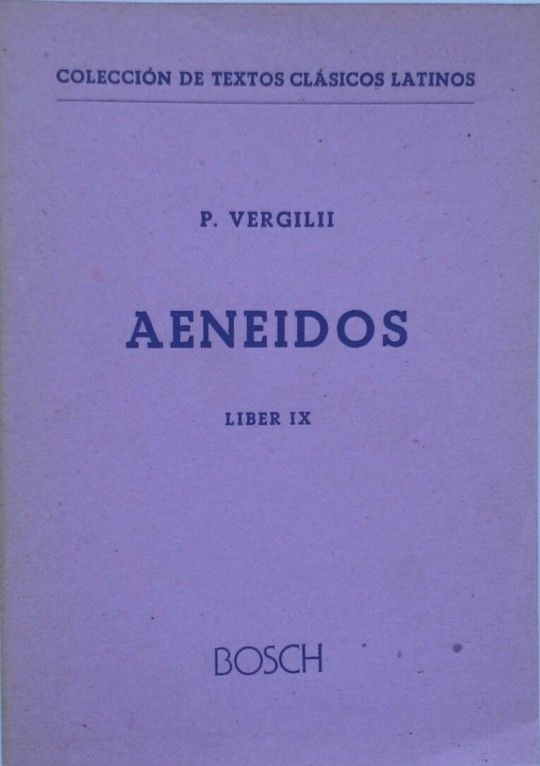 COLECCIÓN DE TEXTOS CLÁSICOS LATINOS
P. VERGILII
AENEIDOS
LIBER IX
BOSCH